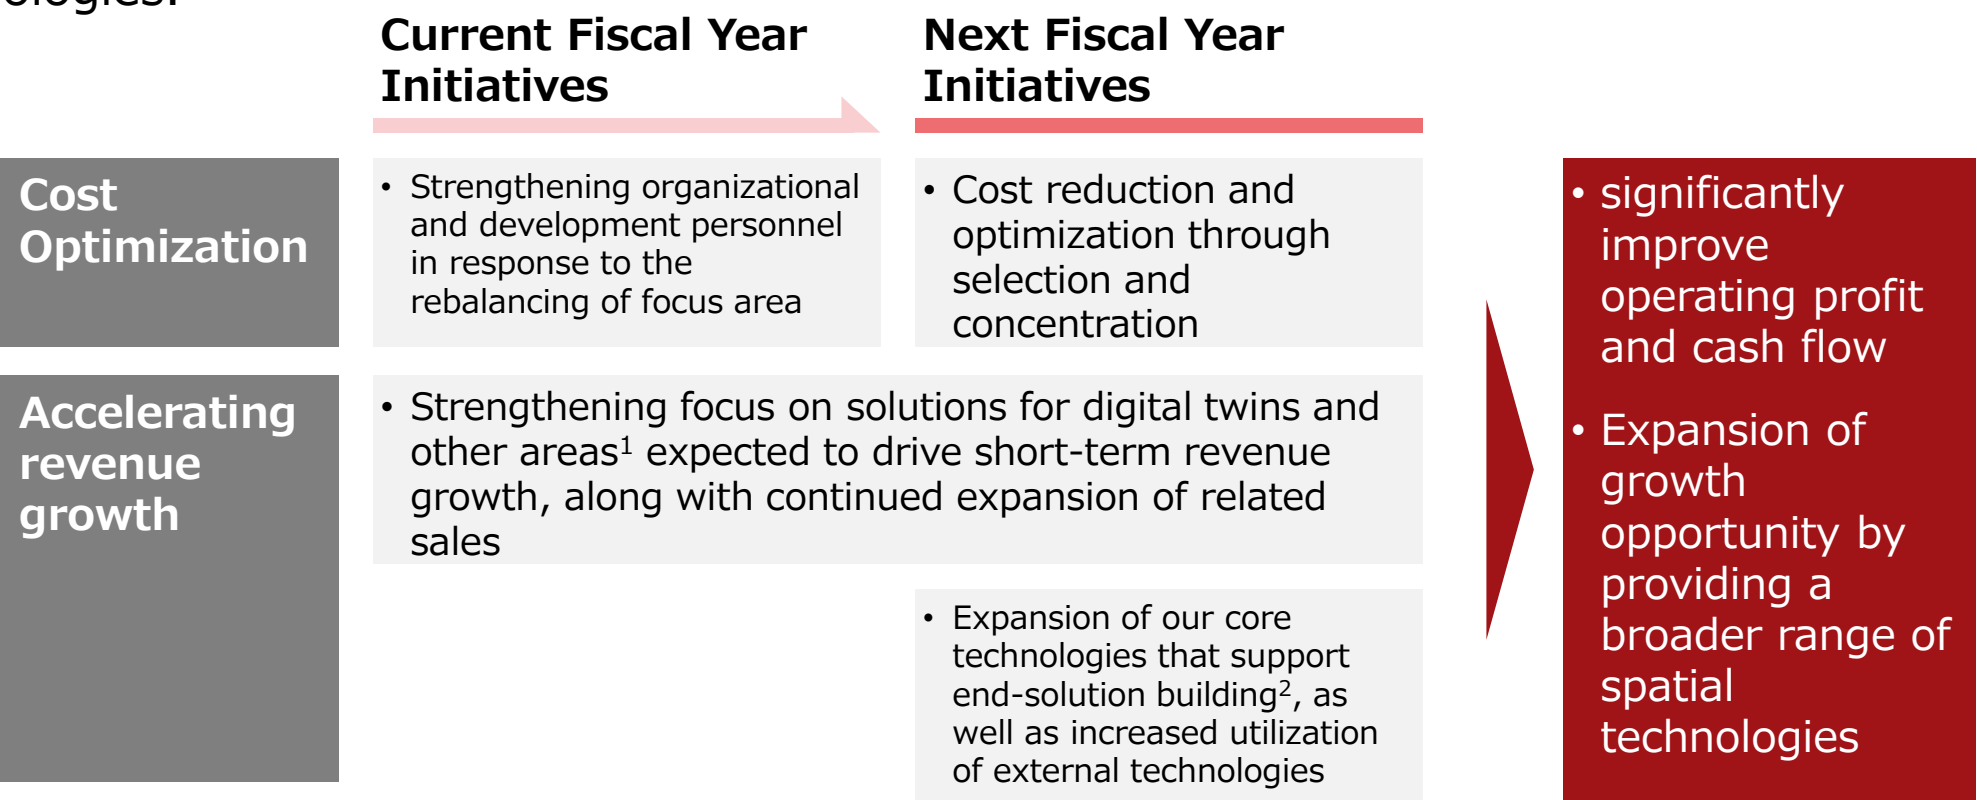 Current Fiscal Year
Initiatives
Next Fiscal Year
Initiatives
Cost
Optimization
• Strengthening organizational
and development personnel
in response to the
rebalancing of focus area
• Cost reduction and
optimization through
selection and
concentration
Accelerating
revenue
growth
• Strengthening focus on solutions for digital twins and
other areas¹ expected to drive short-term revenue
growth, along with continued expansion of related
sales
• Expansion of our core
technologies that support
end-solution building², as
well as increased utilization
of external technologies
• significantly
improve
operating profit
and cash flow
• Expansion of
growth
opportunity by
providing a
broader range of
spatial
technologies